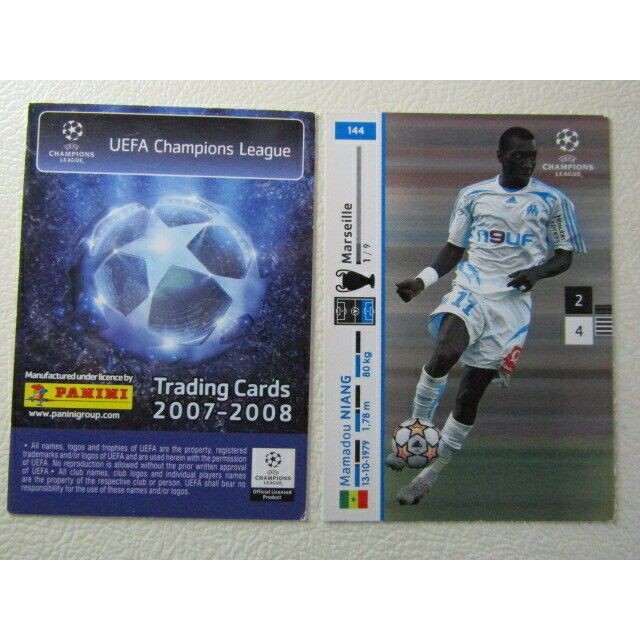 CHAMPIONS
LEAGUE
UEFA Champions League
Manufactured under licence by
PANINI
www.paninigroup.com
Trading Cards
2007-2008
• All names, logos and trophies of UEFA are the property, registered
trademarks and/or logos of UEFA and are used herein with the permission
of UEFA. No reproduction is allowed without the prior written approval
of UEFA. • All club names, club logos and individual players names
are the property of the respective club or person. UEFA shall bear no
responsibility for the use of these names and/or logos.
CHAMPIONS
LEAGUE
Official Licensed
Product
144
Marseille
1 / 9
Mamadou NIANG
13-10-1979 1,78 m 80 kg
CHAMPIONS
LEAGUE
n9uf
11
2
4